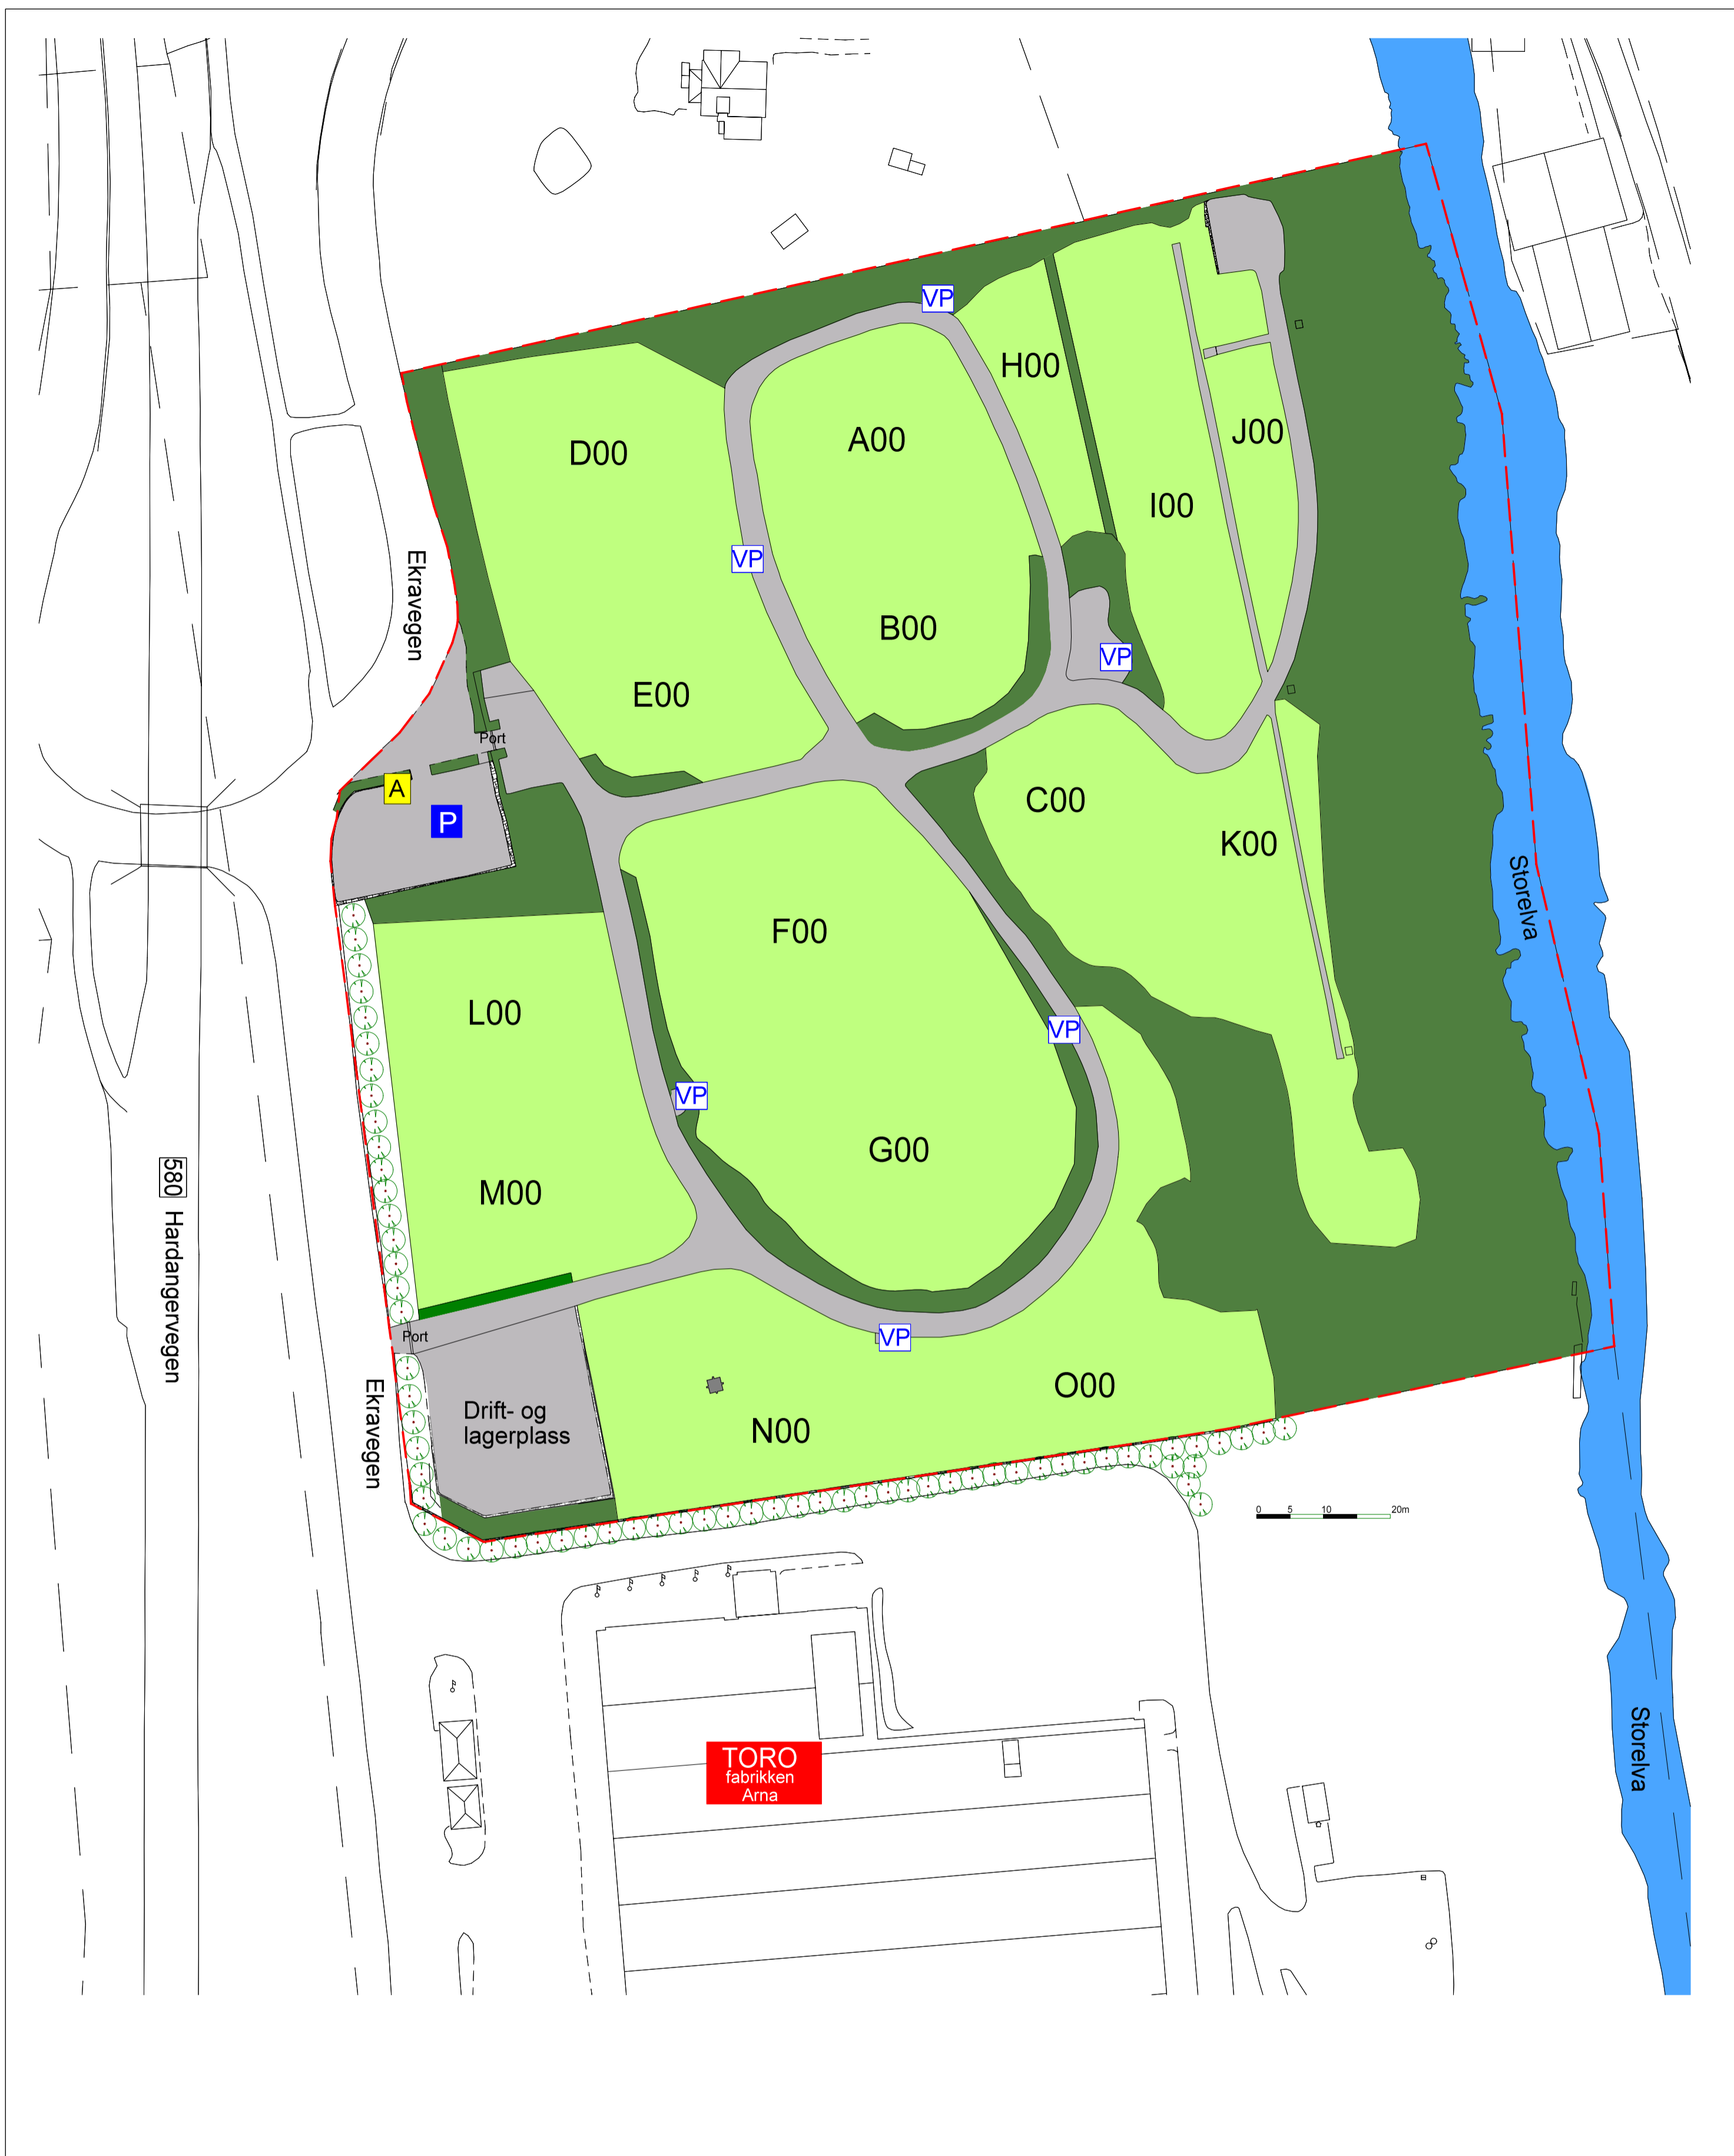 VP
H00
D00
A00
J00
I00
Ekravegen
VP
B00
VP
E00
Port
A
P
C00
K00
Storelva
F00
L00
VP
VP
G00
M00
580 Hardangervegen
Port
VP
Ekravegen
Drift- og
lagerplass
N00
O00
0 5 10 20m
TORO
fabrikken
Arna
Storelva